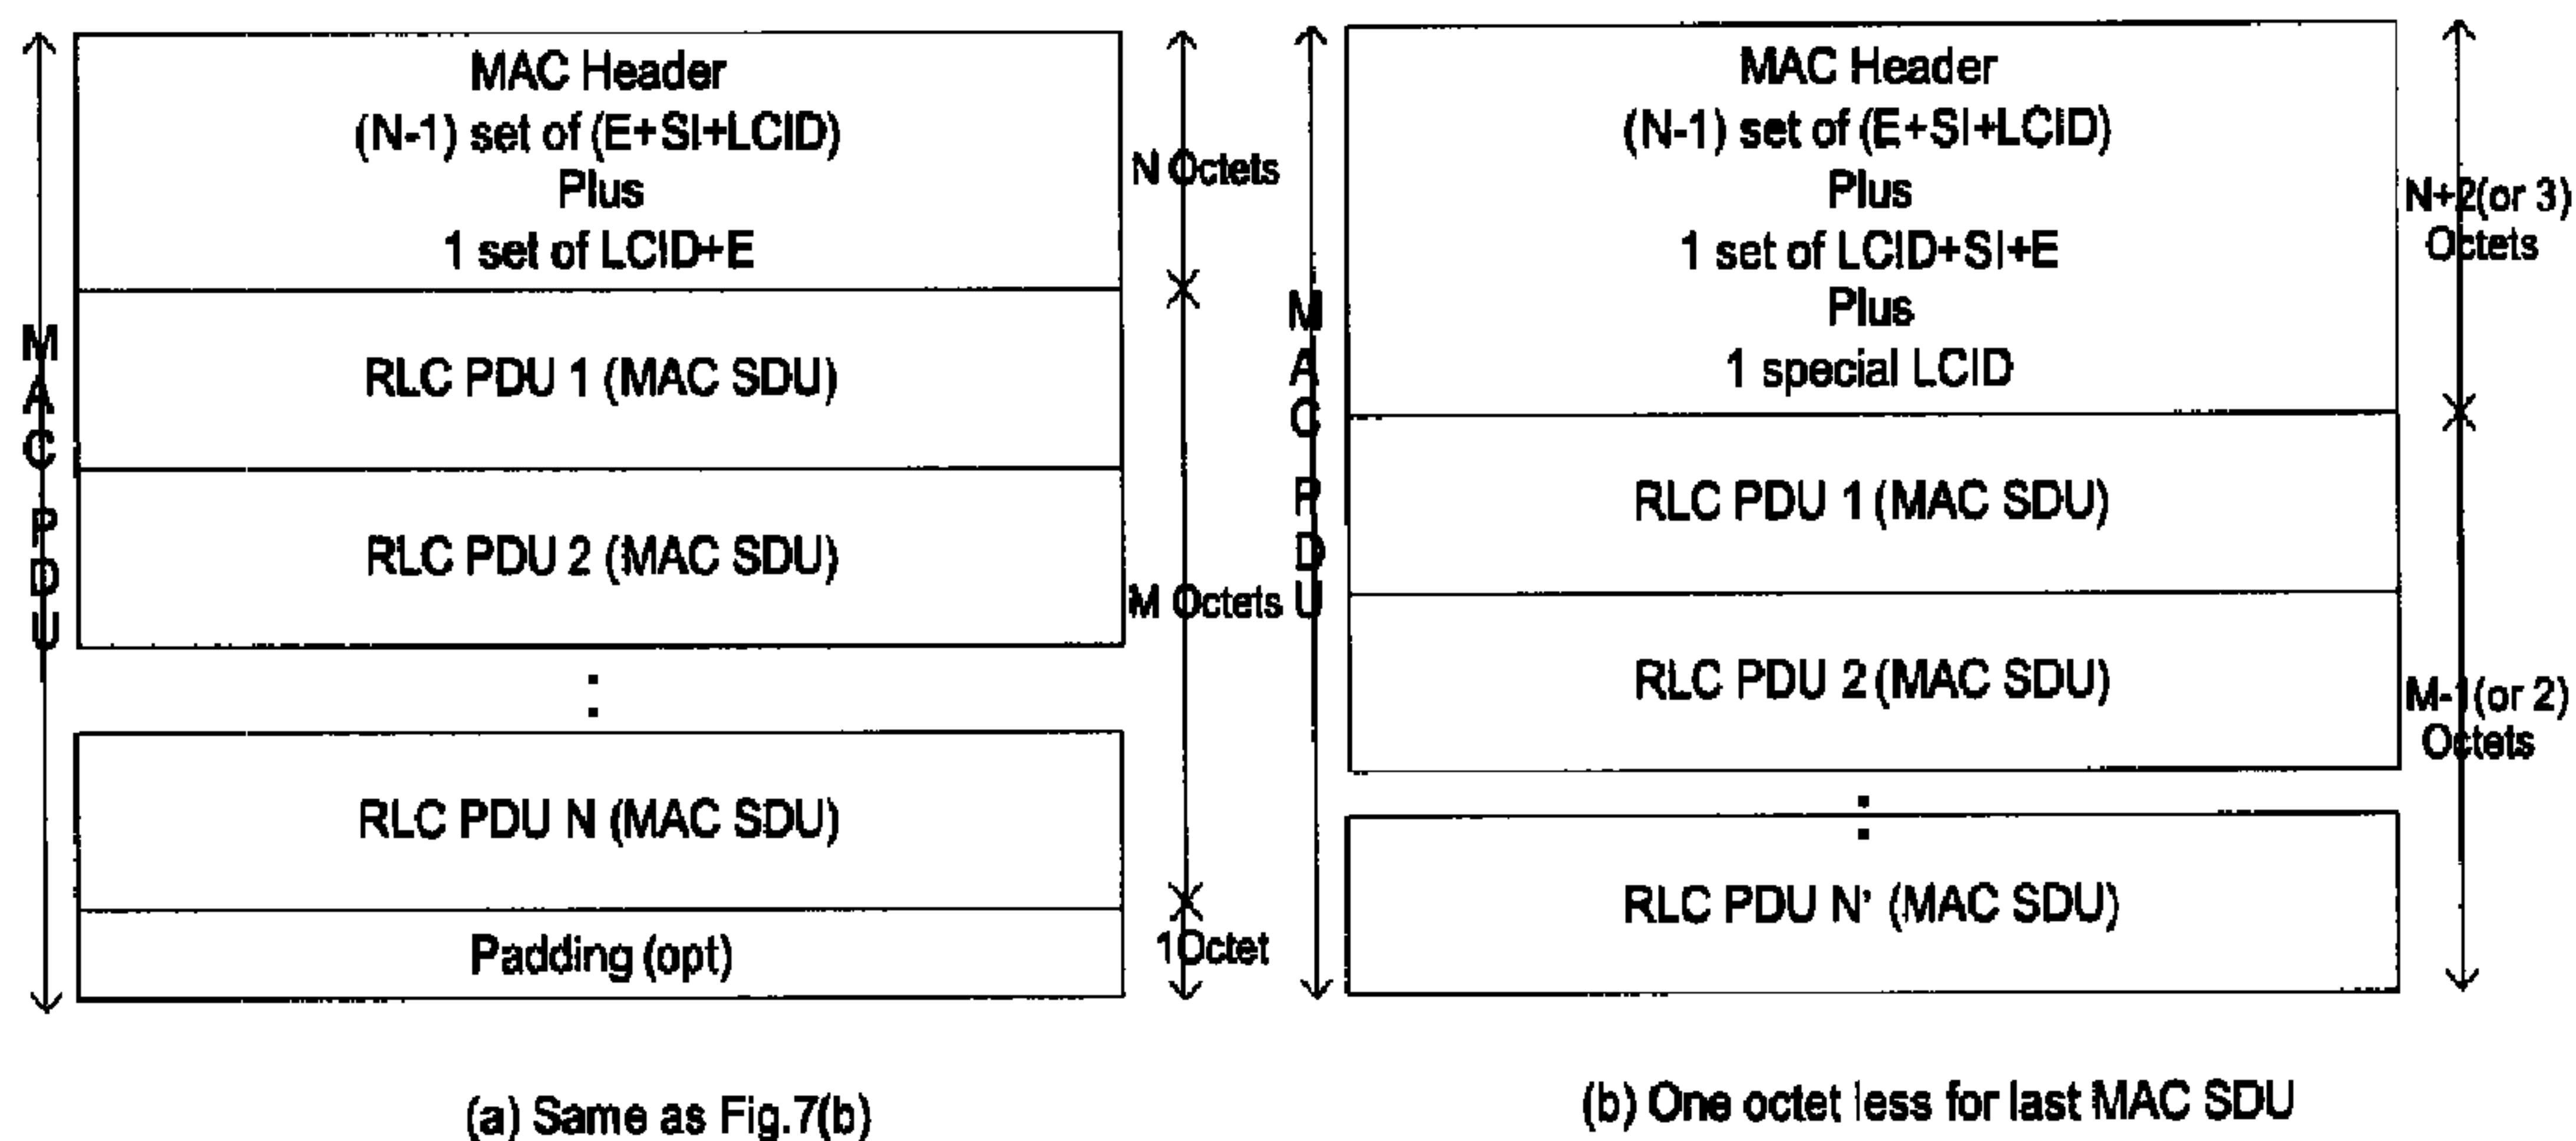 MAC PDU
MAC Header
(N-1) set of (E+SI+LCID)
Plus
1 set of LCID+E
N Octets
RLC PDU 1 (MAC SDU)
RLC PDU 2 (MAC SDU)
:
M Octets
RLC PDU N (MAC SDU)
Padding (opt)
1Octet
(a) Same as Fig.7(b)
MAC PDU
MAC Header
(N-1) set of (E+SI+LCID)
Plus
1 set of LCID+SI+E
Plus
1 special LCID
N+2(or 3)
Octets
RLC PDU 1 (MAC SDU)
RLC PDU 2 (MAC SDU)
:
M-1(or 2)
Octets
RLC PDU N' (MAC SDU)
(b) One octet less for last MAC SDU